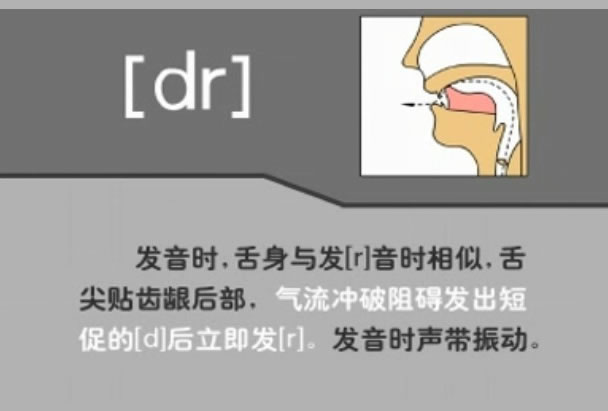 [dr]
发音时,舌身与发[r]音时相似,舌
尖贴齿龈后部,气流冲破阻碍发出短
促的[d]后立即发[r]。发音时声带振动。